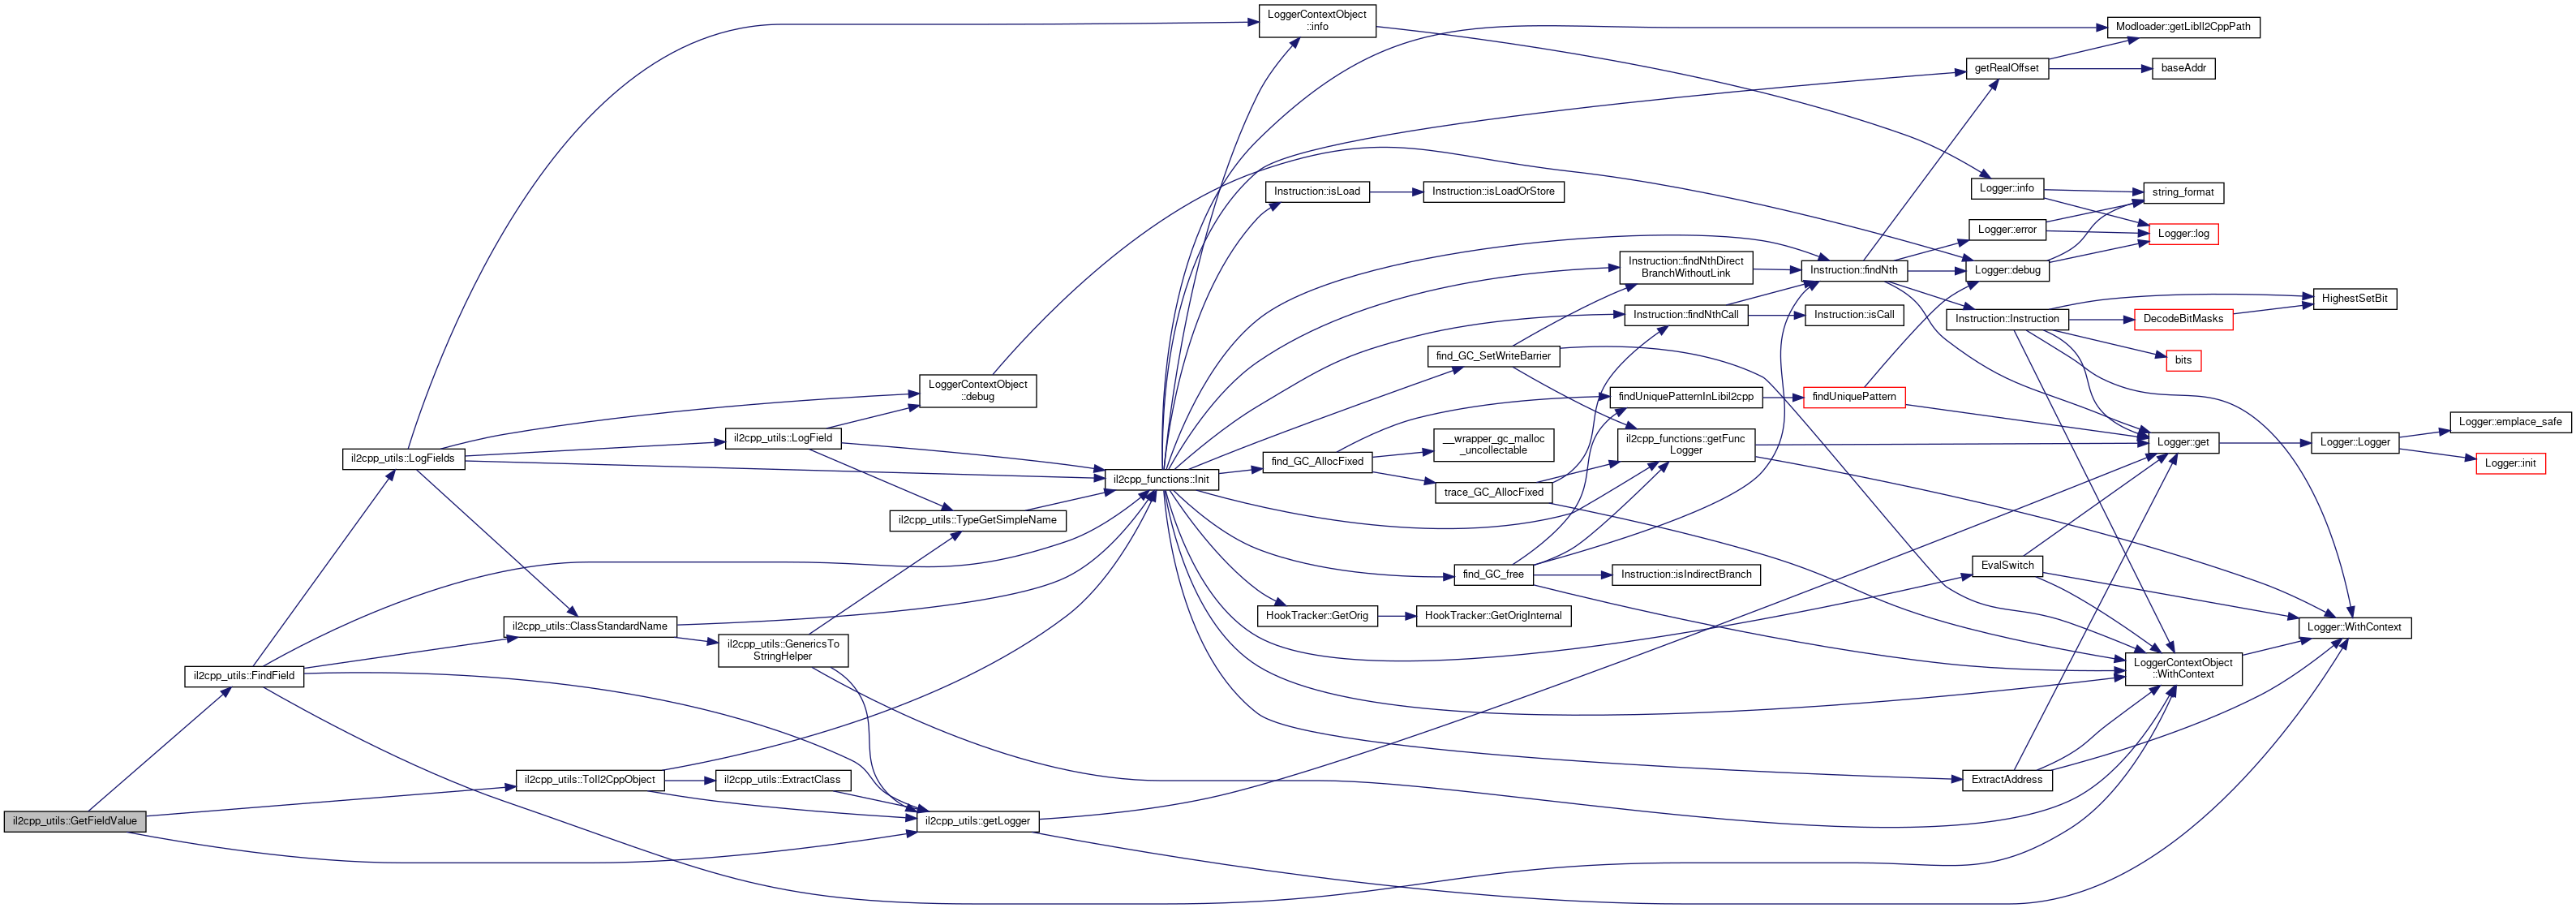 LoggerContextObject
::info
Modloader::getLibIl2CppPath
getRealOffset
baseAddr
Instruction::isLoad
Instruction::isLoadOrStore
Logger::info
string_format
Logger::error
Logger::log
Instruction::findNthDirect
BranchWithoutLink
Instruction::findNth
Logger::debug
HighestSetBit
Instruction::findNthCall
Instruction::isCall
Instruction::Instruction
DecodeBitMasks
find_GC_SetWriteBarrier
bits
LoggerContextObject
::debug
findUniquePatternInLibil2cpp
findUniquePattern
Logger::emplace_safe
il2cpp_utils::LogField
__wrapper_gc_malloc
_uncollectable
il2cpp_functions::getFunc
Logger
Logger::get
Logger::Logger
il2cpp_utils::LogFields
find_GC_AllocFixed
Logger::init
il2cpp_functions::Init
trace_GC_AllocFixed
il2cpp_utils::TypeGetSimpleName
EvalSwitch
find_GC_free
Instruction::isIndirectBranch
HookTracker::GetOrig
HookTracker::GetOrigInternal
il2cpp_utils::ClassStandardName
Logger::WithContext
il2cpp_utils::GenericsTo
StringHelper
LoggerContextObject
::WithContext
il2cpp_utils::FindField
il2cpp_utils::ToIl2CppObject
il2cpp_utils::ExtractClass
ExtractAddress
il2cpp_utils::GetFieldValue
il2cpp_utils::getLogger